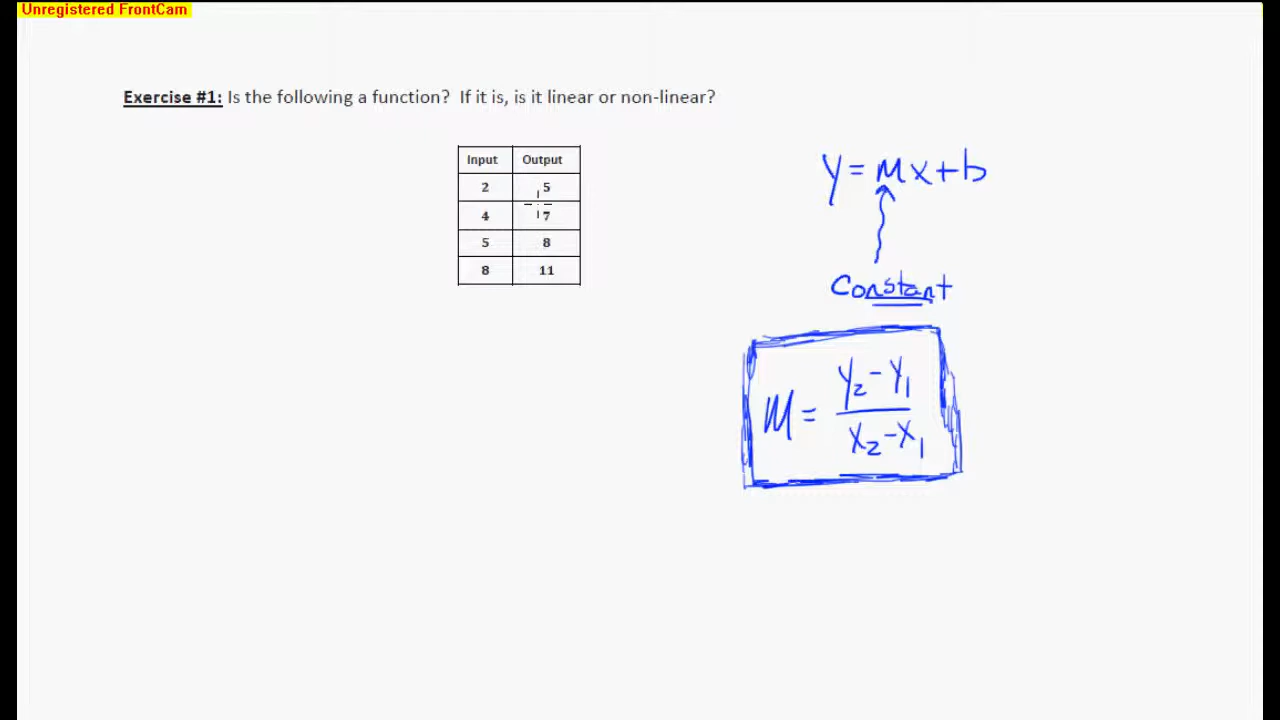 Unregistered FrontCam
Exercise #1: Is the following a function? If it is, is it linear or non-linear?
Input Output
2 5
4 7
5 8
8 11
y = mx+b
Constant
M = y₂-y₁
x₂-x₁